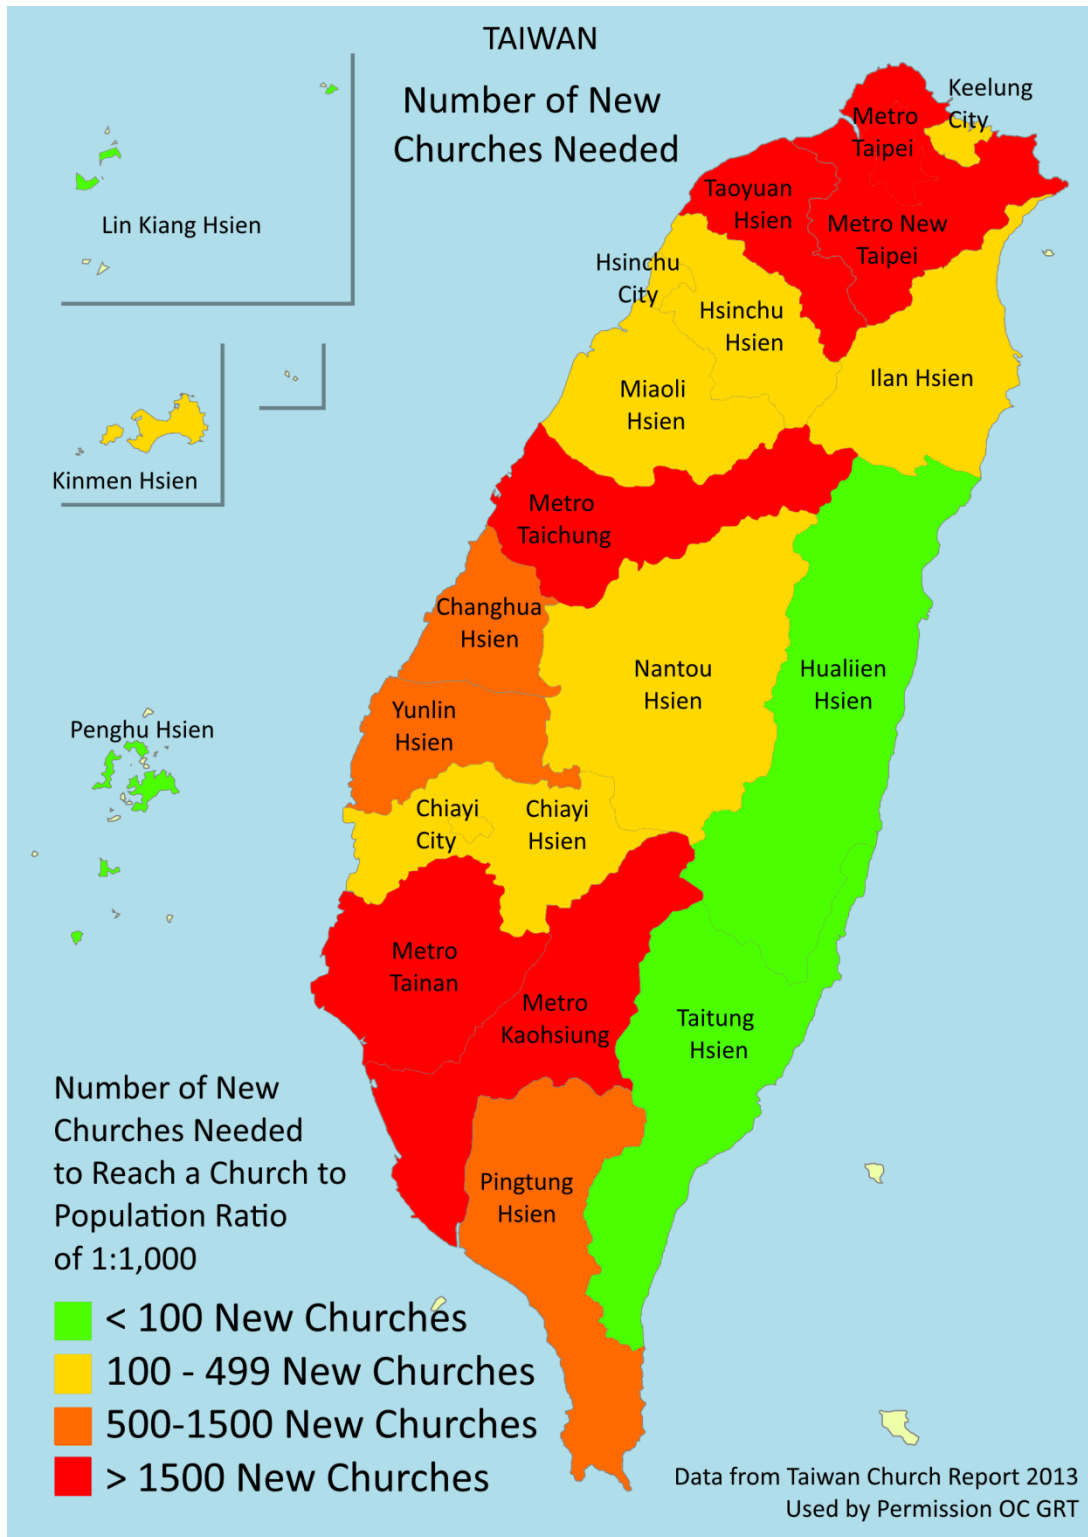 TAIWAN
Number of New
Churches Needed
Keelung
City
Metro
Taipei
Taoyuan
Hsien
Metro New
Taipei
Lin Kiang Hsien
Hsinchu
City
Hsinchu
Hsien
Ilan Hsien
Miaoli
Hsien
Kinmen Hsien
Metro
Taichung
Changhua
Hsien
Nantou
Hsien
Hualiien
Hsien
Yunlin
Hsien
Penghu Hsien
Chiayi
City
Chiayi
Hsien
Metro
Tainan
Metro
Kaohsiung
Taitung
Hsien
Pingtung
Hsien
Number of New
Churches Needed
to Reach a Church to
Population Ratio
of 1:1,000
< 100 New Churches
100 - 499 New Churches
500-1500 New Churches
> 1500 New Churches
Data from Taiwan Church Report 2013
Used by Permission OC GRT